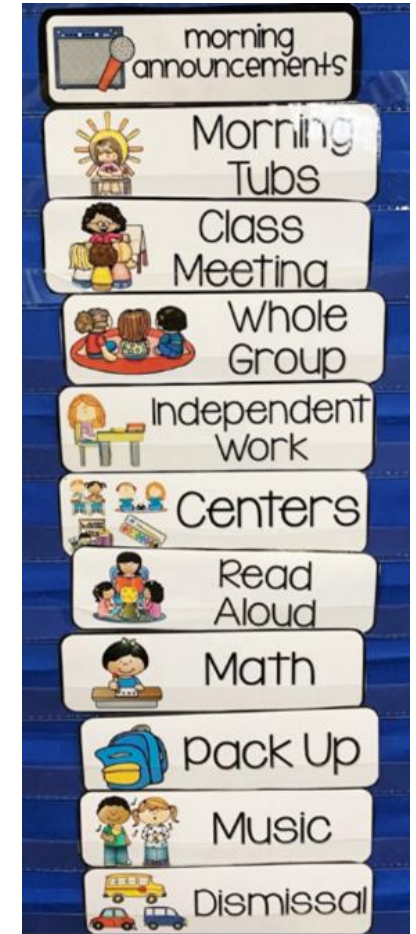 morning
announcements
Morning
Tubs
Class
Meeting
Whole
Group
Independent
Work
Centers
Read
Aloud
Math
pack Up
Music
Dismissal